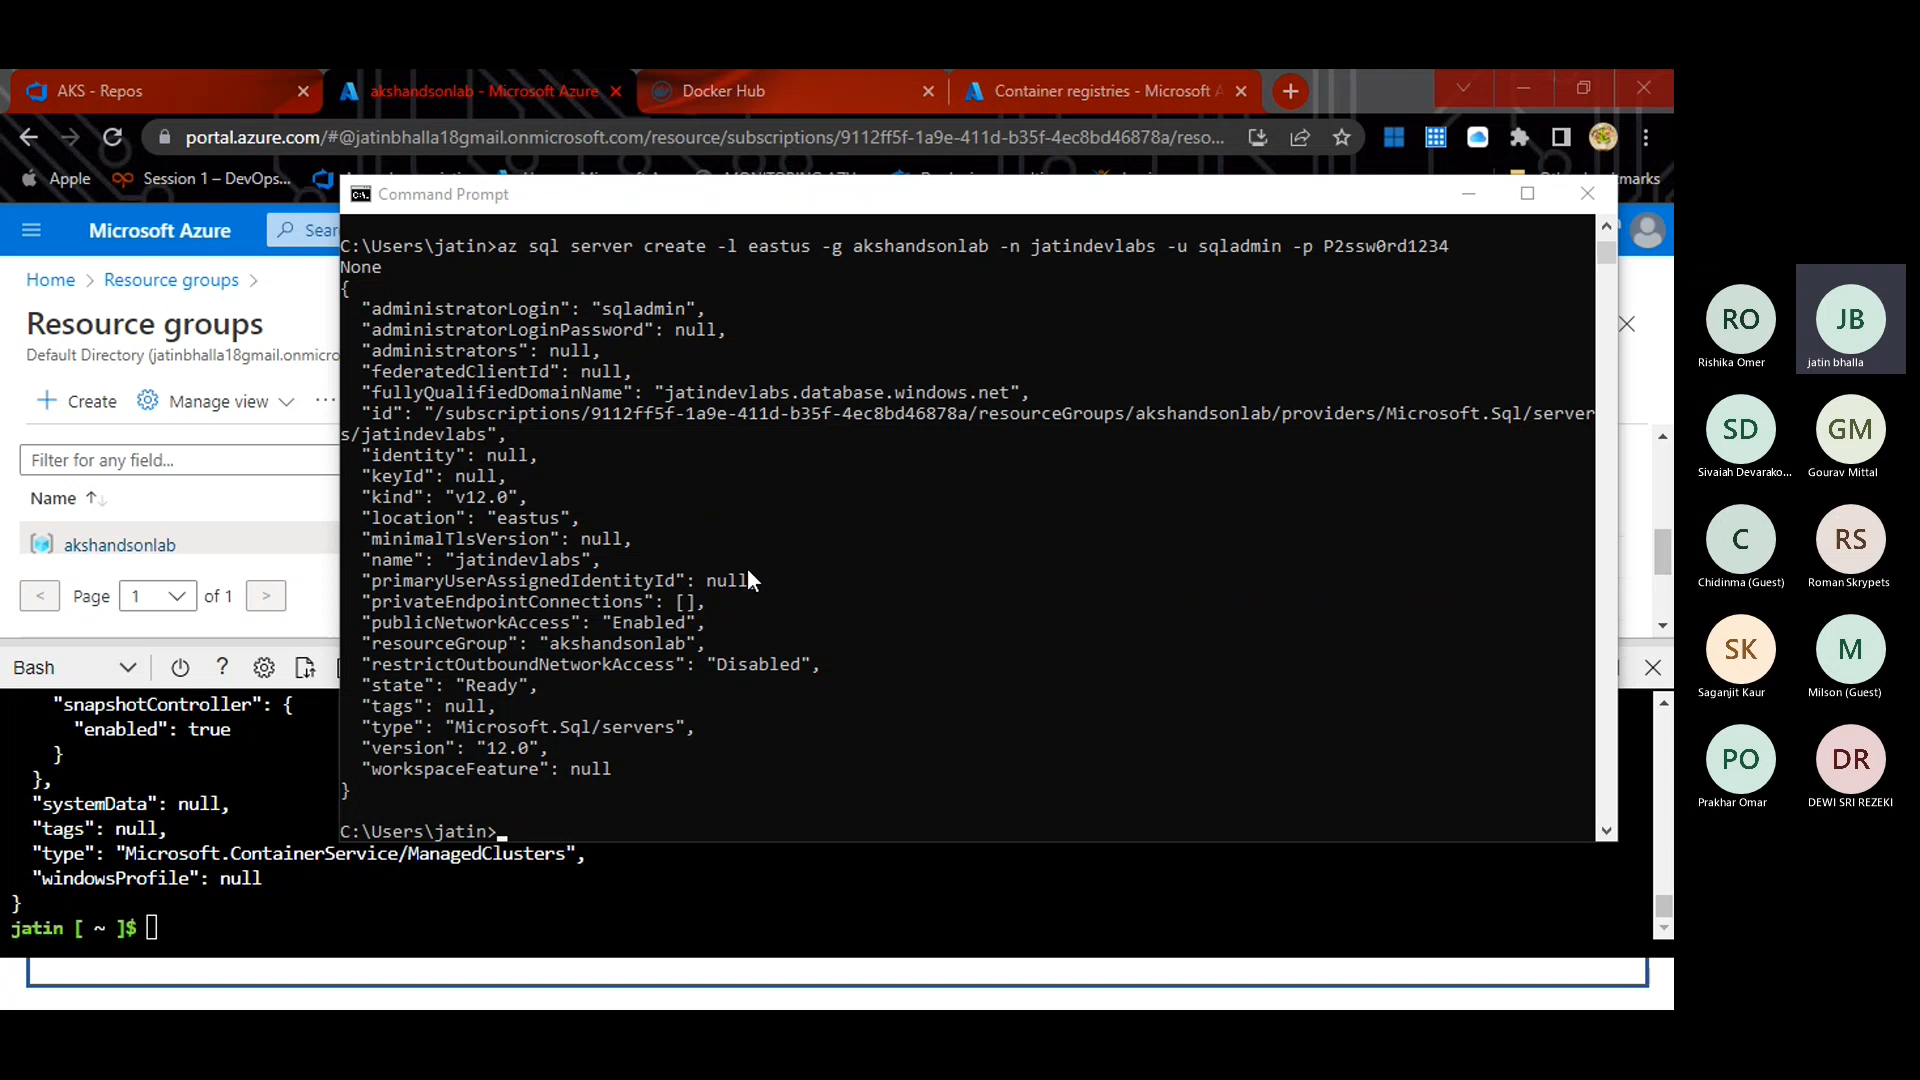 AKS - Repos
akshandsonlab - Microsoft Azure
Docker Hub
Container registries - Microsoft A
portal.azure.com/#@jatinbhalla18gmail.onmicrosoft.com/resource/subscriptions/9112ff5f-1a9e-411d-b35f-4ec8bd46878a/reso...
Apple
Session 1 – DevOps...
marks
Command Prompt
Microsoft Azure
Sear
Home > Resource groups >
Resource groups
Default Directory (jatinbhalla18gmail.onmicro
+ Create
Manage view
...
Filter for any field...
Name ↑↓
akshandsonlab
< Page 1 of 1 >
C:\Users\jatin>az sql server create -l eastus -g akshandsonlab -n jatindevlabs -u sqladmin -p P2ssw0rd1234
None
{
"administratorLogin": "sqladmin",
"administratorLoginPassword": null,
"administrators": null,
"federatedClientId": null,
"fullyQualifiedDomainName": "jatindevlabs.database.windows.net",
"id": "/subscriptions/9112ff5f-1a9e-411d-b35f-4ec8bd46878a/resourceGroups/akshandsonlab/providers/Microsoft.Sql/server
s/jatindevlabs",
"identity": null,
"keyId": null,
"kind": "v12.0",
"location": "eastus",
"minimalTlsVersion": null,
"name": "jatindevlabs",
"primaryUserAssignedIdentityId": null
"privateEndpointConnections": [],
"publicNetworkAccess": "Enabled",
"resourceGroup": "akshandsonlab",
"restrictOutboundNetworkAccess": "Disabled",
"state": "Ready",
"tags": null,
"type": "Microsoft.Sql/servers",
"version": "12.0",
"workspaceFeature": null
}
C:\Users\jatin>_
Bash
?
"snapshotController": {
"enabled": true
}
},
"systemData": null,
"tags": null,
"type": "Microsoft.ContainerService/ManagedClusters",
"windowsProfile": null
}
jatin [ ~ ]$
RO
Rishika Omer
JB
jatin bhalla
SD
Sivaiah Devarako...
GM
Gourav Mittal
C
Chidinma (Guest)
RS
Roman Skrypets
SK
Saganjit Kaur
M
Milson (Guest)
PO
Prakhar Omar
DR
DEWI SRI REZEKI